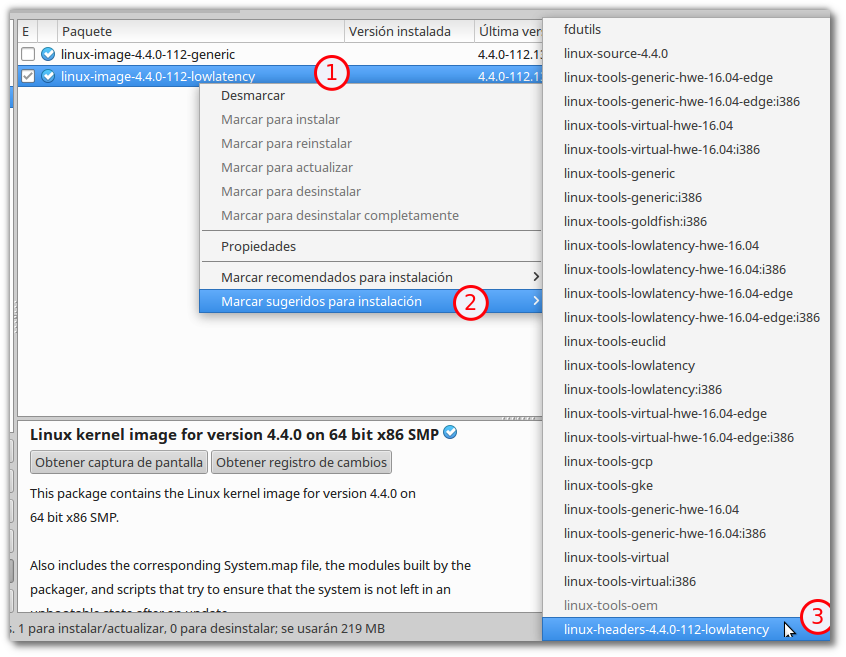 E Paquete Versión instalada Última ver
linux-image-4.4.0-112-generic 4.4.0-112.1
linux-image-4.4.0-112-lowlatency 4.4.0-112.1
1
Desmarcar
Marcar para instalar
Marcar para reinstalar
Marcar para actualizar
Marcar para desinstalar
Marcar para desinstalar completamente
Propiedades
Marcar recomendados para instalación
Marcar sugeridos para instalación
2
fdutils
linux-source-4.4.0
linux-tools-generic-hwe-16.04-edge
linux-tools-generic-hwe-16.04-edge:i386
linux-tools-virtual-hwe-16.04
linux-tools-virtual-hwe-16.04:i386
linux-tools-generic
linux-tools-generic:i386
linux-tools-goldfish:i386
linux-tools-lowlatency-hwe-16.04
linux-tools-lowlatency-hwe-16.04:i386
linux-tools-lowlatency-hwe-16.04-edge
linux-tools-lowlatency-hwe-16.04-edge:i386
linux-tools-euclid
linux-tools-lowlatency
linux-tools-lowlatency:i386
linux-tools-virtual-hwe-16.04-edge
linux-tools-virtual-hwe-16.04-edge:i386
linux-tools-gcp
linux-tools-gke
linux-tools-generic-hwe-16.04
linux-tools-generic-hwe-16.04:i386
linux-tools-virtual
linux-tools-virtual:i386
linux-tools-oem
linux-headers-4.4.0-112-lowlatency
3
Linux kernel image for version 4.4.0 on 64 bit x86 SMP
Obtener captura de pantalla Obtener registro de cambios
This package contains the Linux kernel image for version 4.4.0 on
64 bit x86 SMP.
Also includes the corresponding System.map file, the modules built by the
packager, and scripts that try to ensure that the system is not left in an
unbootable state after an update.
s. 1 para instalar/actualizar, 0 para desinstalar; se usarán 219 MB